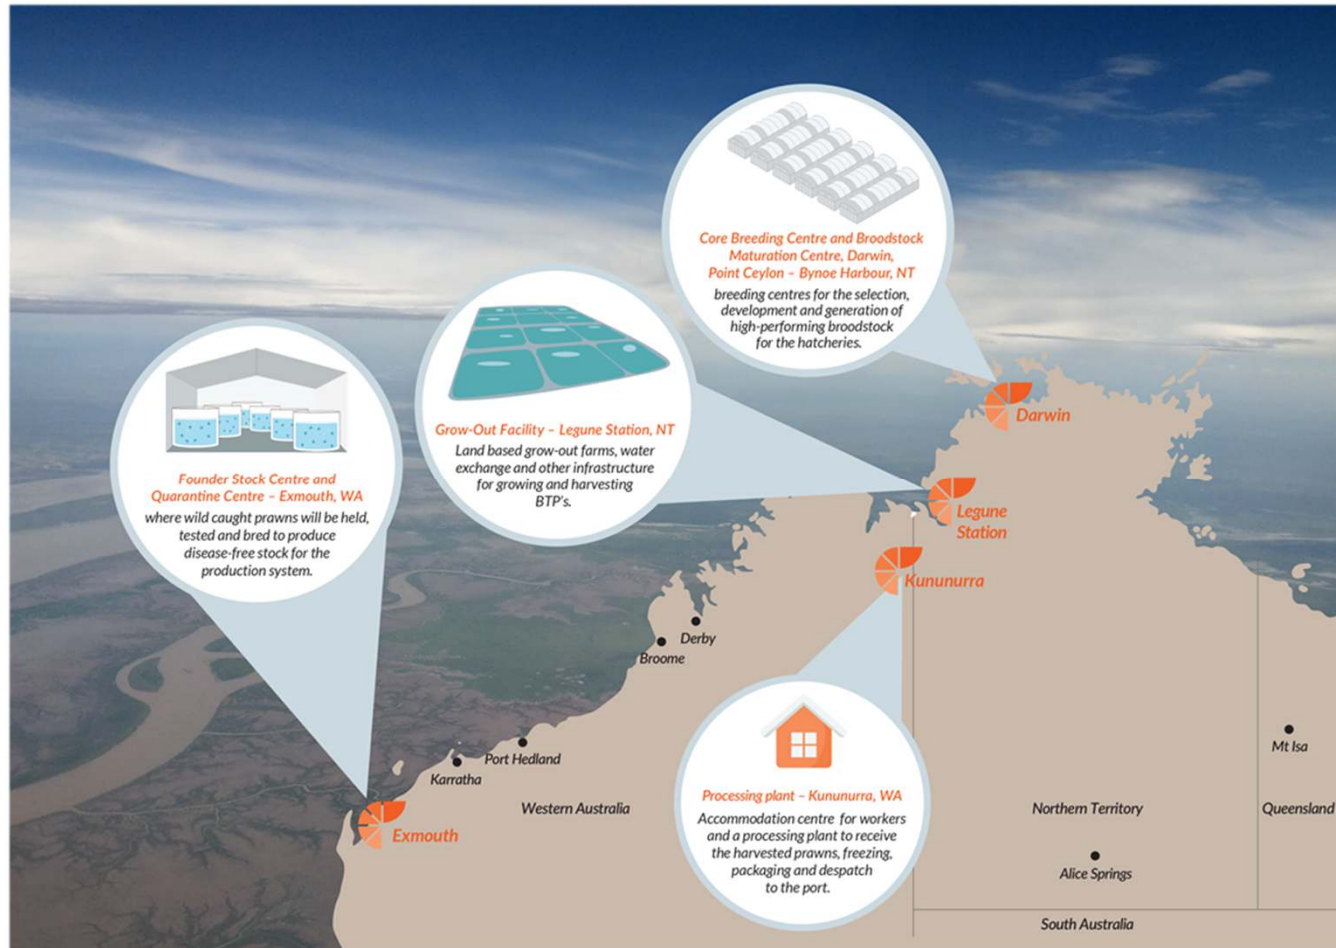 Core Breeding Centre and Broodstock
Maturation Centre, Darwin,
Point Ceylon – Bynoe Harbour, NT
breeding centres for the selection,
development and generation of
high-performing broodstock
for the hatcheries.
Grow-Out Facility – Legune Station, NT
Land based grow-out farms, water
exchange and other infrastructure
for growing and harvesting
BTP's.
Founder Stock Centre and
Quarantine Centre – Exmouth, WA
where wild caught prawns will be held,
tested and bred to produce
disease-free stock for the
production system.
Darwin
Legune
Station
Kununurra
Derby
Broome
Port Hedland
Karratha
Exmouth
Western Australia
Processing plant – Kununurra, WA
Accommodation centre for workers
and a processing plant to receive
the harvested prawns, freezing,
packaging and despatch
to the port.
Mt Isa
Northern Territory
Queensland
Alice Springs
South Australia